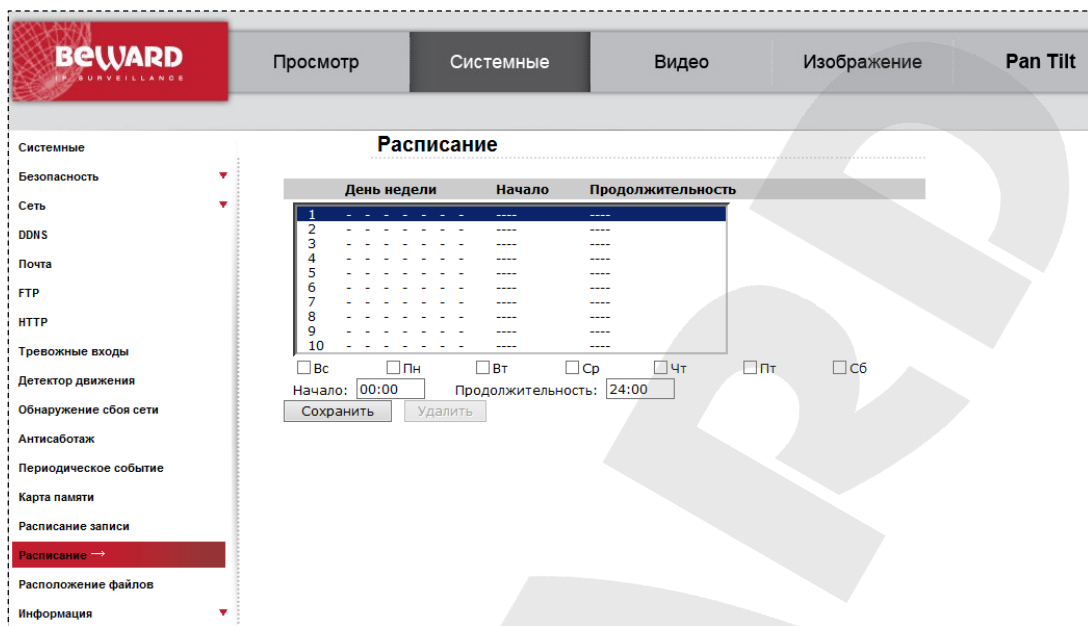 BEWARD
IP SURVEILLANCE
Просмотр Системные Видео Изображение Pan Tilt
Системные
Безопасность
Сеть
DDNS
Почта
FTP
HTTP
Тревожные входы
Детектор движения
Обнаружение сбоя сети
Антисаботаж
Периодическое событие
Карта памяти
Расписание записи
Расписание →
Расположение файлов
Информация
Расписание
День недели Начало Продолжительность
1 - - - - - - - ---- ----
2 - - - - - - - ---- ----
3 - - - - - - - ---- ----
4 - - - - - - - ---- ----
5 - - - - - - - ---- ----
6 - - - - - - - ---- ----
7 - - - - - - - ---- ----
8 - - - - - - - ---- ----
9 - - - - - - - ---- ----
10 - - - - - - - ---- ----
Вс Пн Вт Ср Чт Пт Сб
Начало: 00:00 Продолжительность: 24:00
Сохранить Удалить